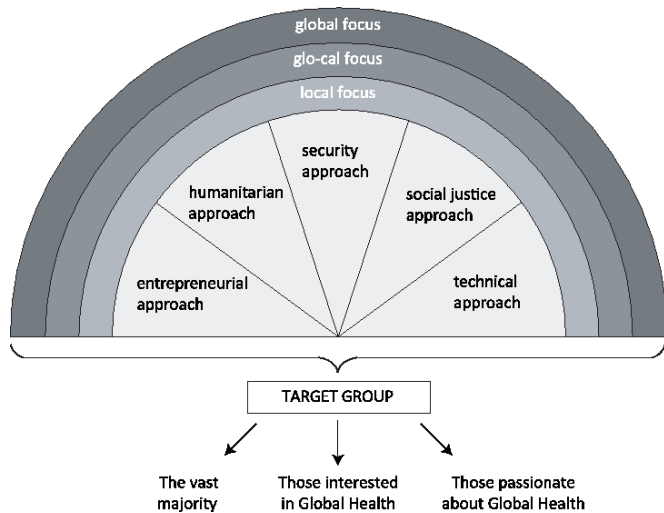 global focus
glo-cal focus
local focus
security
approach
humanitarian
approach
social justice
approach
entrepreneurial
approach
technical
approach
TARGET GROUP
The vast
majority
Those interested
in Global Health
Those passionate
about Global Health